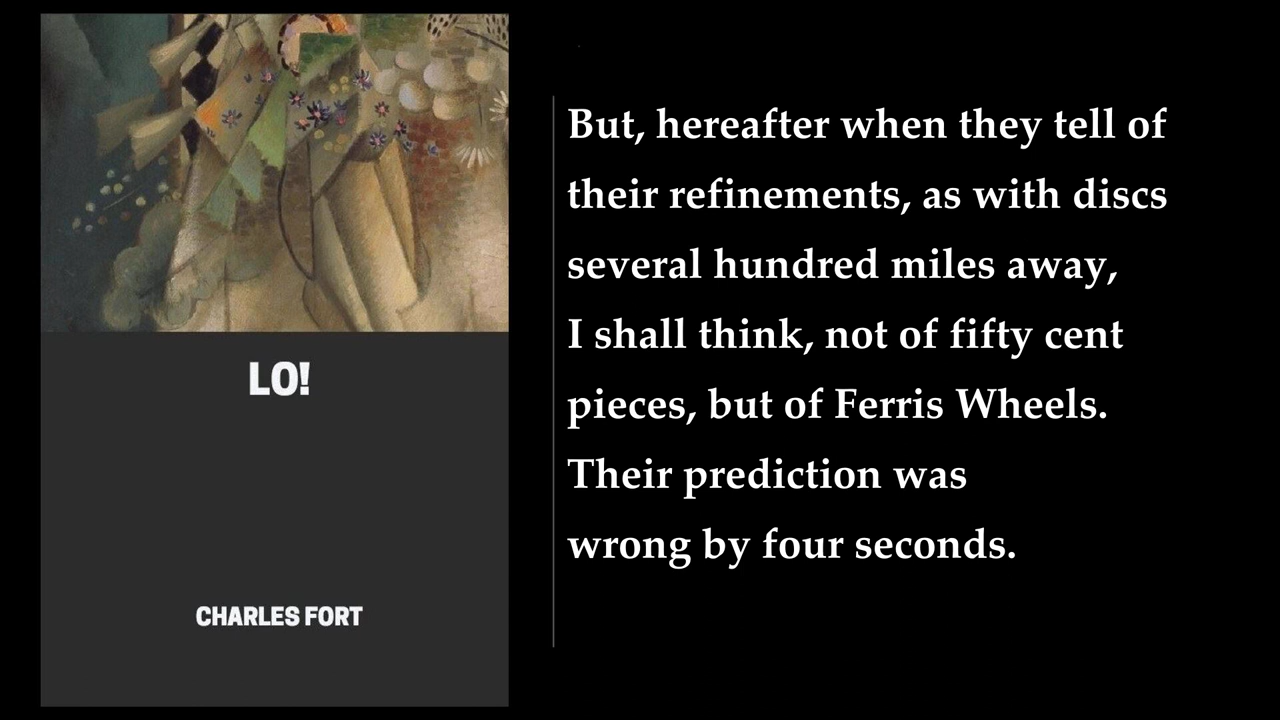 LO!
CHARLES FORT
But, hereafter when they tell of
their refinements, as with discs
several hundred miles away,
I shall think, not of fifty cent
pieces, but of Ferris Wheels.
Their prediction was
wrong by four seconds.